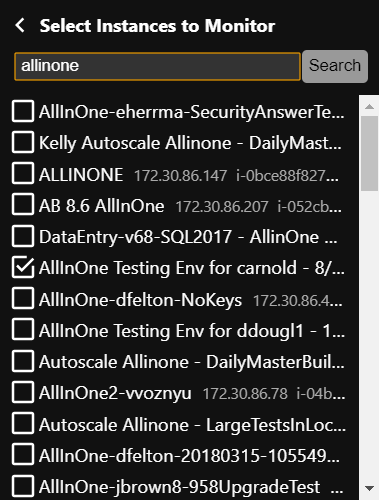 Select Instances to Monitor
allinone Search
AllInOne-eherrma-SecurityAnswerTe...
Kelly Autoscale Allinone - DailyMast...
ALLINONE 172.30.86.147 i-0bce88f827...
AB 8.6 AllInOne 172.30.86.207 i-052cb...
DataEntry-v68-SQL2017 - AllinOne ...
AllInOne Testing Env for carnold - 8/...
AllInOne-dfelton-NoKeys 172.30.86.4...
AllInOne Testing Env for ddougl1 - 1...
Autoscale Allinone - DailyMasterBuil...
AllInOne2-vvoznyu 172.30.86.78 i-04b...
Autoscale Allinone - LargeTestsInLoc...
AllInOne-dfelton-20180315-105549...
AllInOne-jbrown8-958UpgradeTest ...